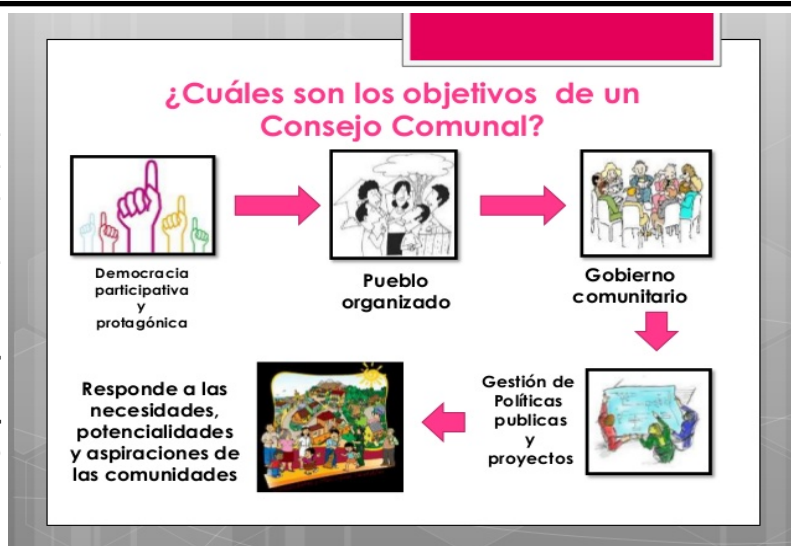 ¿Cuáles son los objetivos de un
Consejo Comunal?
Democracia
participativa
y
protagónica
Pueblo
organizado
Gobierno
comunitario
Gestión de
Políticas
publicas
y
proyectos
Responde a las
necesidades,
potencialidades
y aspiraciones de
las comunidades